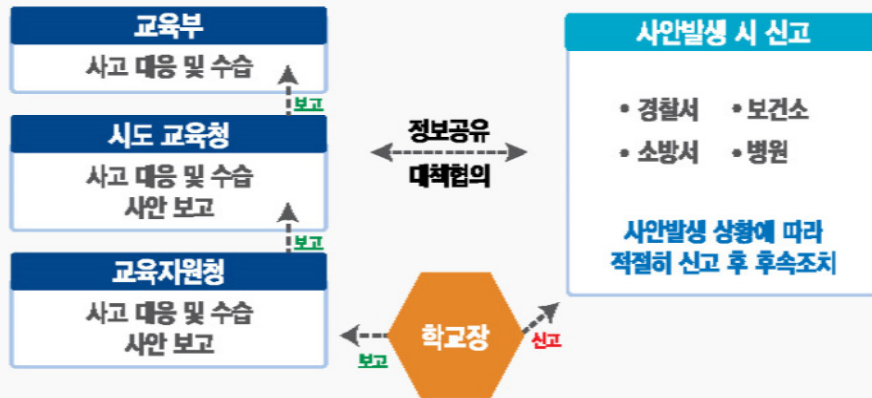 교육부
사고 대응 및 수습
보고
시도 교육청
사고 대응 및 수습
사안 보고
보고
교육지원청
사고 대응 및 수습
사안 보고
보고
학교장
신고
정보공유
대책협의
사안발생 시 신고
• 경찰서 • 보건소
• 소방서 • 병원
사안발생 상황에 따라
적절히 신고 후 후속조치